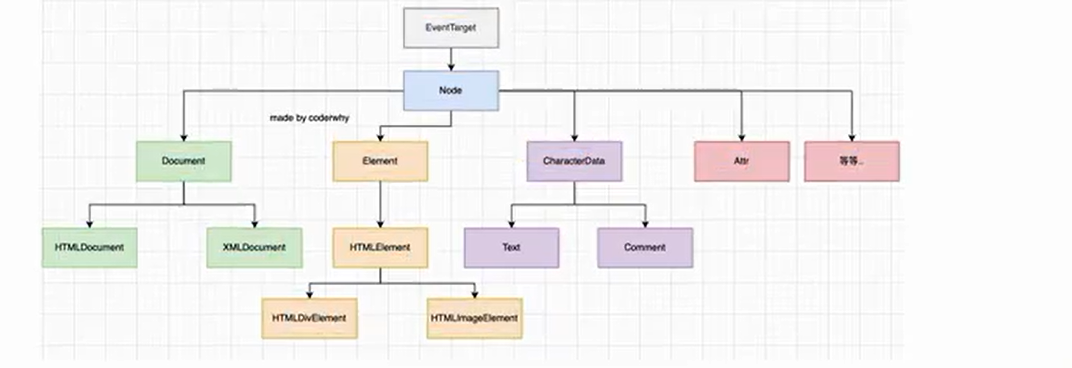 EventTarget
Node
made by coderwhy
Document
Element
CharacterData
Attr
等等..
HTMLDocument
XMLDocument
HTMLElement
Text
Comment
HTMLDivElement
HTMLImageElement